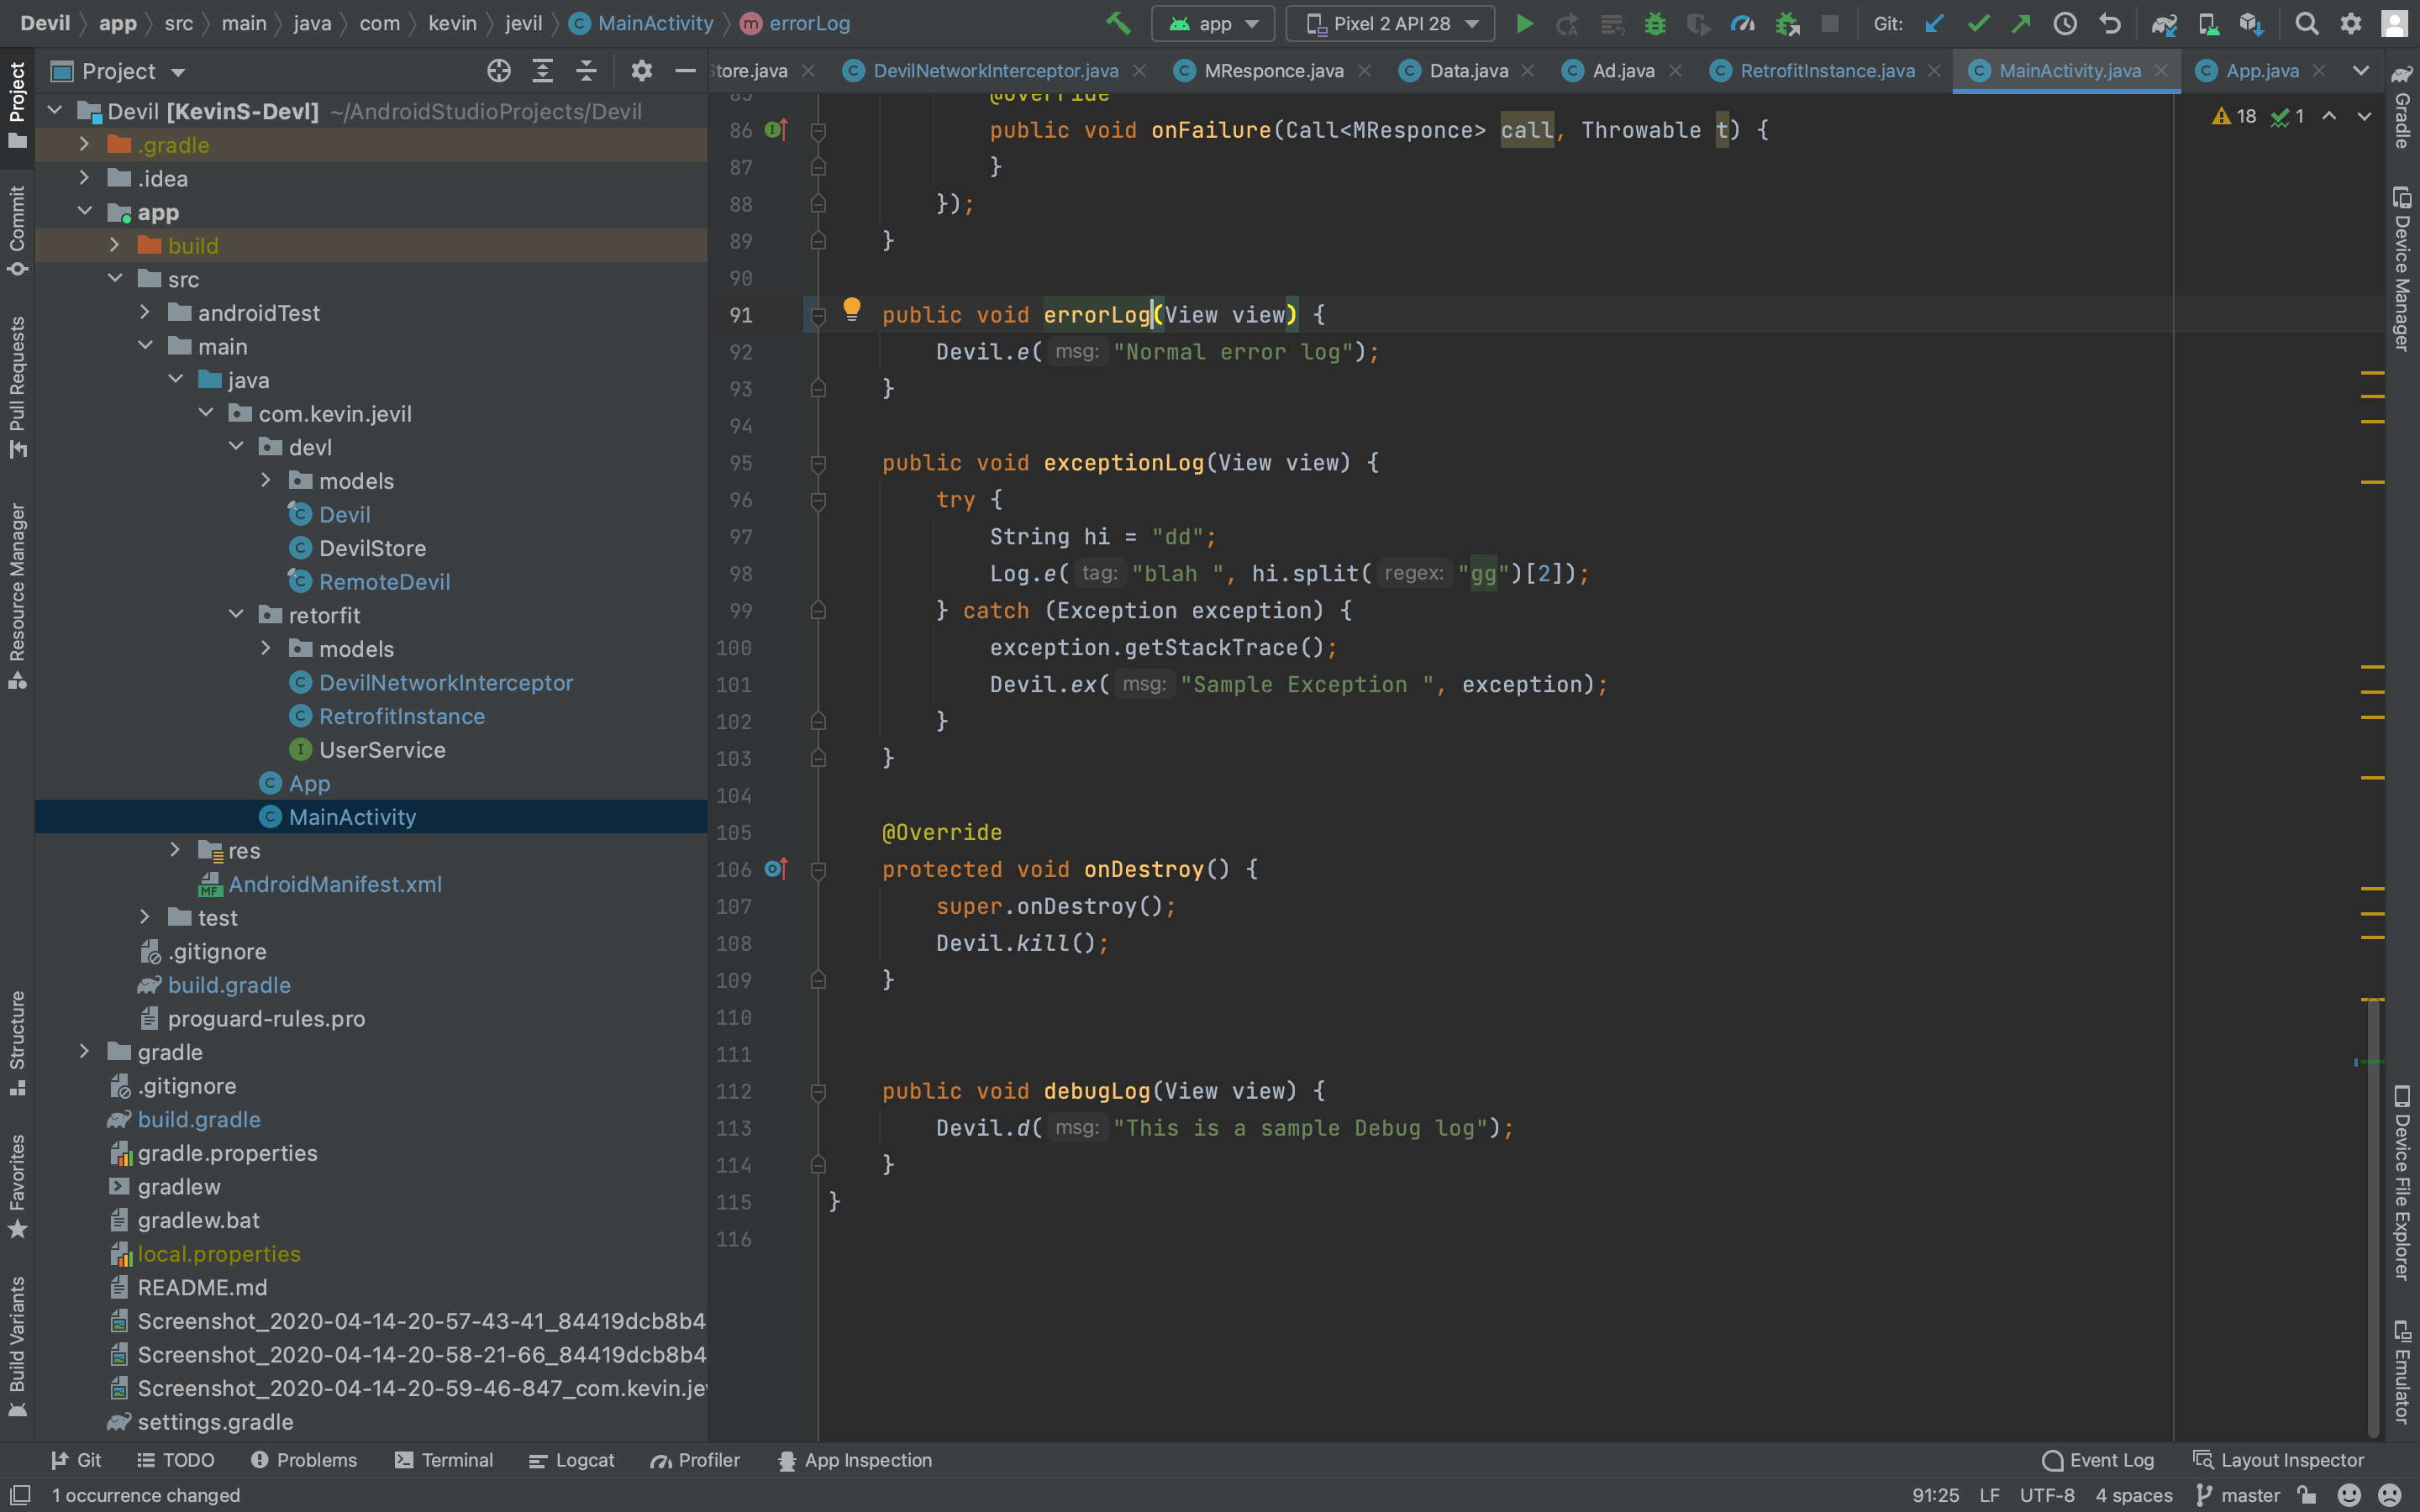 Devil app src main java com kevin jevil MainActivity errorLog app Pixel 2 API 28 Git:
Project
tore.java DevilNetworkInterceptor.java MResponce.java Data.java Ad.java RetrofitInstance.java MainActivity.java App.java
Project
Commit
Pull Requests
Resource Manager
Structure
Favorites
Build Variants
Devil [KevinS-Devl] ~/AndroidStudioProjects/Devil
.gradle
.idea
app
build
src
androidTest
main
java
com.kevin.jevil
devl
models
Devil
DevilStore
RemoteDevil
retorfit
models
DevilNetworkInterceptor
RetrofitInstance
UserService
App
MainActivity
res
AndroidManifest.xml
test
.gitignore
build.gradle
proguard-rules.pro
gradle
.gitignore
build.gradle
gradle.properties
gradlew
gradlew.bat
local.properties
README.md
Screenshot_2020-04-14-20-57-43-41_84419dcb8b4
Screenshot_2020-04-14-20-58-21-66_84419dcb8b4
Screenshot_2020-04-14-20-59-46-847_com.kevin.je
settings.gradle
85 @Override
86 public void onFailure(Call<MResponce> call, Throwable t) {
87 }
88 });
89 }
90
91 public void errorLog(View view) {
92 Devil.e( msg: "Normal error log");
93 }
94
95 public void exceptionLog(View view) {
96 try {
97 String hi = "dd";
98 Log.e( tag: "blah ", hi.split( regex: "gg")[2]);
99 } catch (Exception exception) {
100 exception.getStackTrace();
101 Devil.ex( msg: "Sample Exception ", exception);
102 }
103 }
104
105 @Override
106 protected void onDestroy() {
107 super.onDestroy();
108 Devil.kill();
109 }
110
111
112 public void debugLog(View view) {
113 Devil.d( msg: "This is a sample Debug log");
114 }
115 }
116
18 1
Gradle
Device Manager
Device File Explorer
Emulator
Git TODO Problems Terminal Logcat Profiler App Inspection Event Log Layout Inspector
1 occurrence changed 91:25 LF UTF-8 4 spaces master